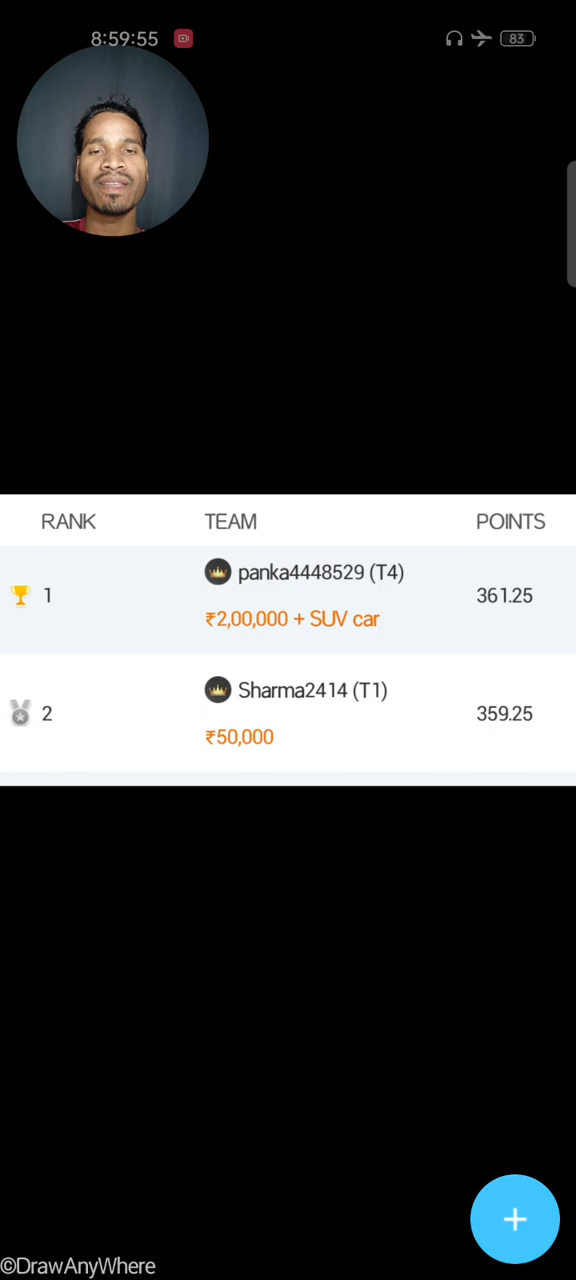 8:59:55
83
RANK TEAM POINTS
1 panka4448529 (T4) 361.25
₹2,00,000 + SUV car
2 Sharma2414 (T1) 359.25
₹50,000
+
©DrawAnyWhere